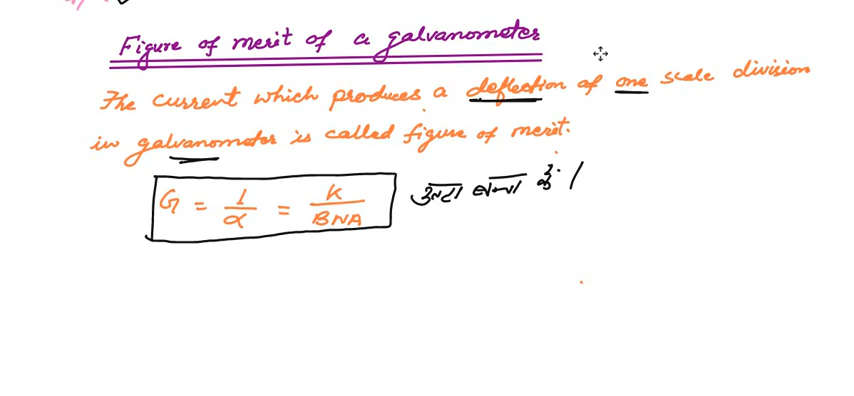 Figure of merit of a galvanometer
The current which produces a deflection of one scale division
in galvanometer is called figure of merit.
G = 1/α = k/BNA उल्टा